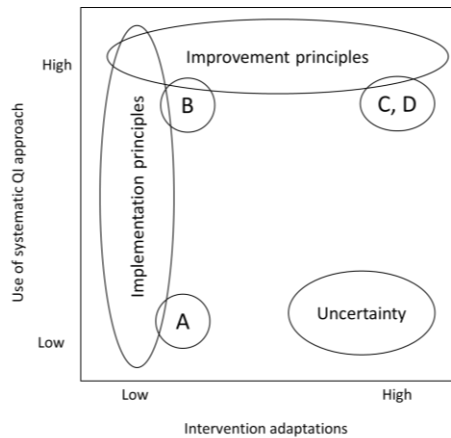 Improvement principles
High
B
C, D
Use of systematic QI approach
Implementation principles
A
Uncertainty
Low
Low
High
Intervention adaptations